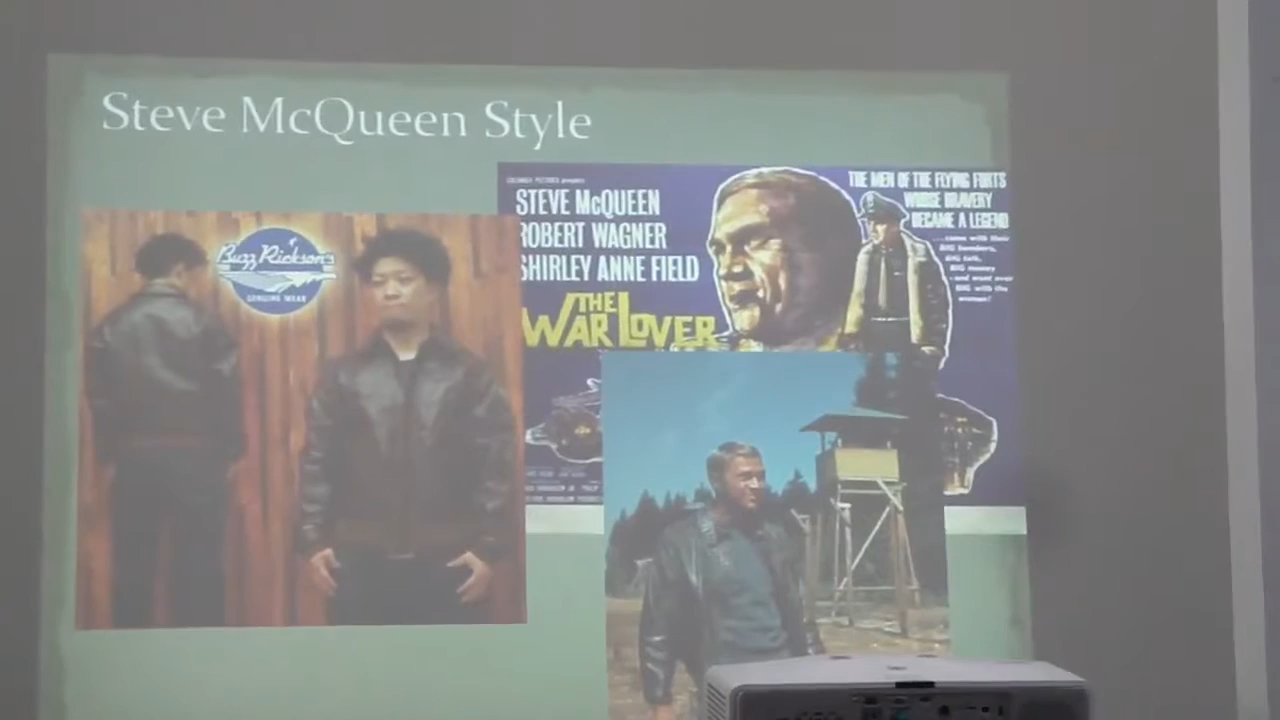 Steve McQueen Style
COLUMBIA PICTURES presents
STEVE McQUEEN
ROBERT WAGNER
SHIRLEY ANNE FIELD
THE
WAR LOVER
THE MEN OF THE FLYING FORTS
WHOSE BRAVERY
BECAME A LEGEND
...came with their
BIG bombers,
BIG talk,
BIG money
and went over
BIG with the
women!
Buzz Rickson's
GENUINE WEAR